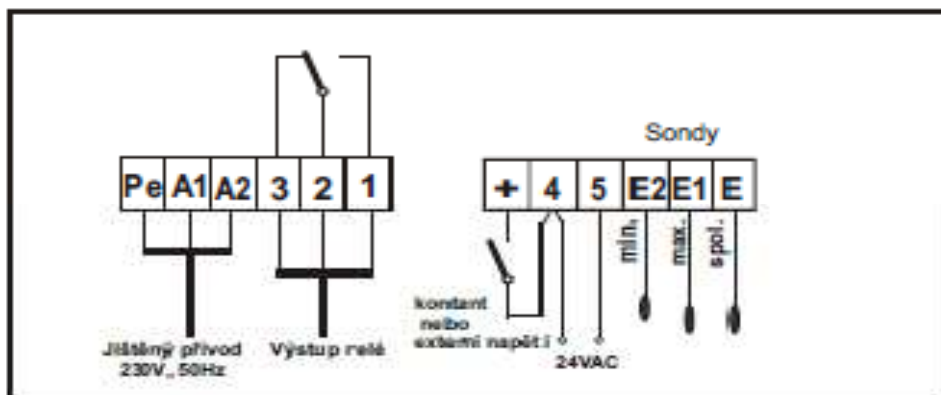 Sondy
Pe A1 A2 3 2 1
+ 4 5 E2 E1 E
min.
max.
spol.
kontant
nelbo
externí napětí
24VAC
Jištěný přívod
230V., 50Hz
Výstup relé